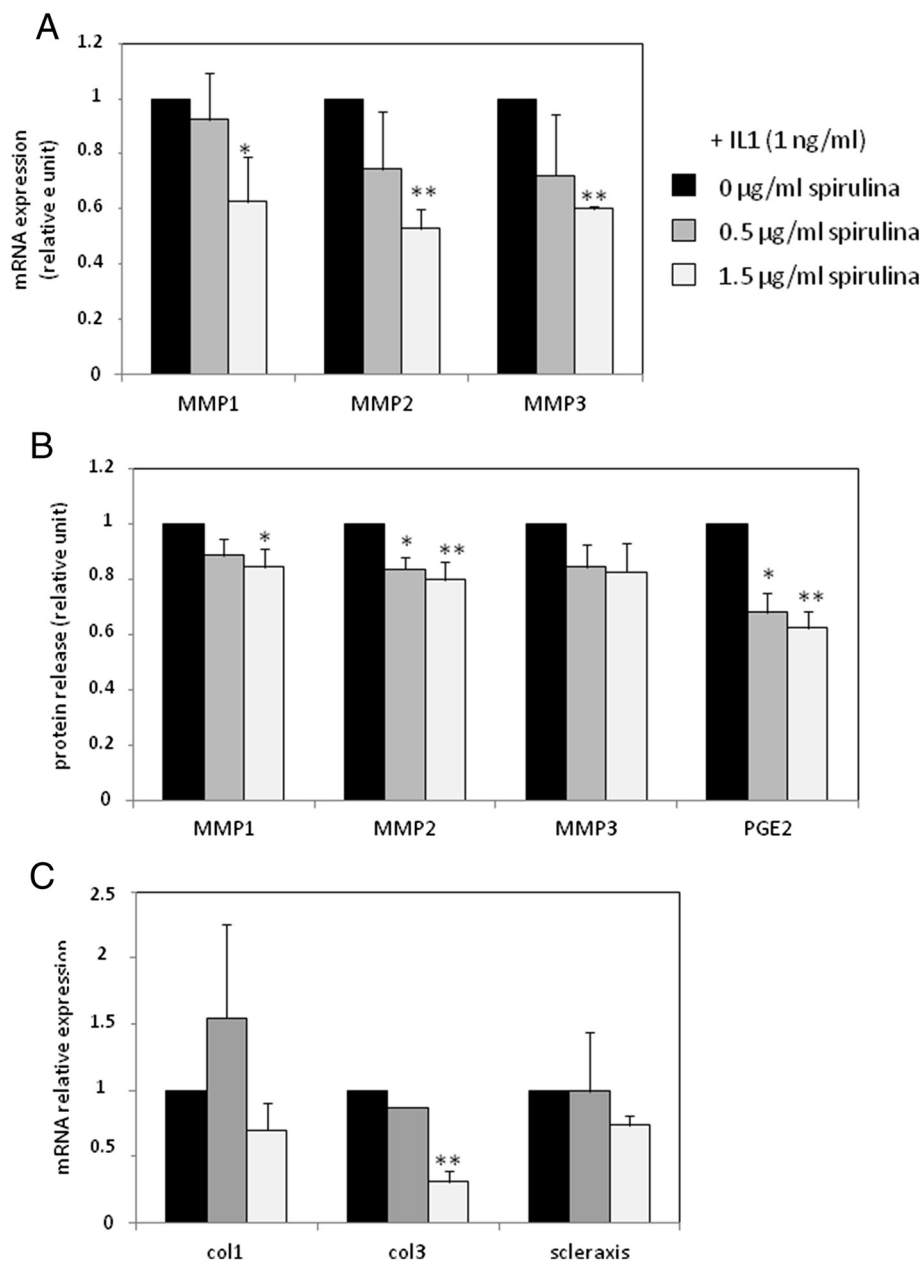 A
1.2
1
0.8
0.6
0.4
0.2
0
mRNA expression
(relative e unit)
*
**
**
MMP1 MMP2 MMP3
+ IL1 (1 ng/ml)
0 µg/ml spirulina
0.5 µg/ml spirulina
1.5 µg/ml spirulina
B
1.2
1
0.8
0.6
0.4
0.2
0
protein release (relative unit)
*
*
**
*
**
MMP1 MMP2 MMP3 PGE2
C
2.5
2
1.5
1
0.5
0
mRNA relative expression
**
col1 col3 scleraxis